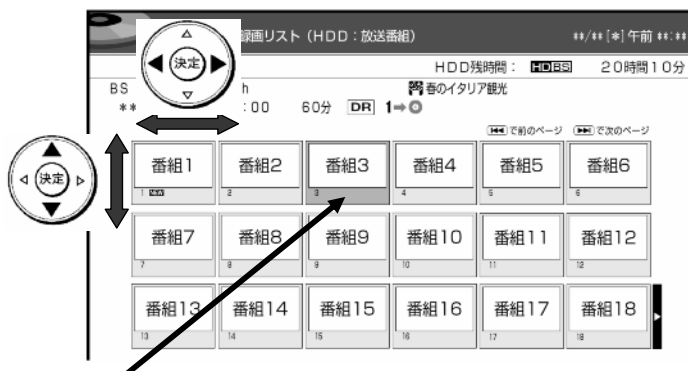 録画リスト（HDD：放送番組） **/** [*] 午前 **:**
決定
HDD残時間： HD BS 20時間10分
BS h 春のイタリア観光
** :00 60分 DR 1⇒
で前のページ で次のページ
決定
番組1 番組2 番組3 番組4 番組5 番組6
1 NEW 2 3 4 5 6
番組7 番組8 番組9 番組10 番組11 番組12
7 8 9 10 11 12
番組13 番組14 番組15 番組16 番組17 番組18
13 14 15 16 17 18